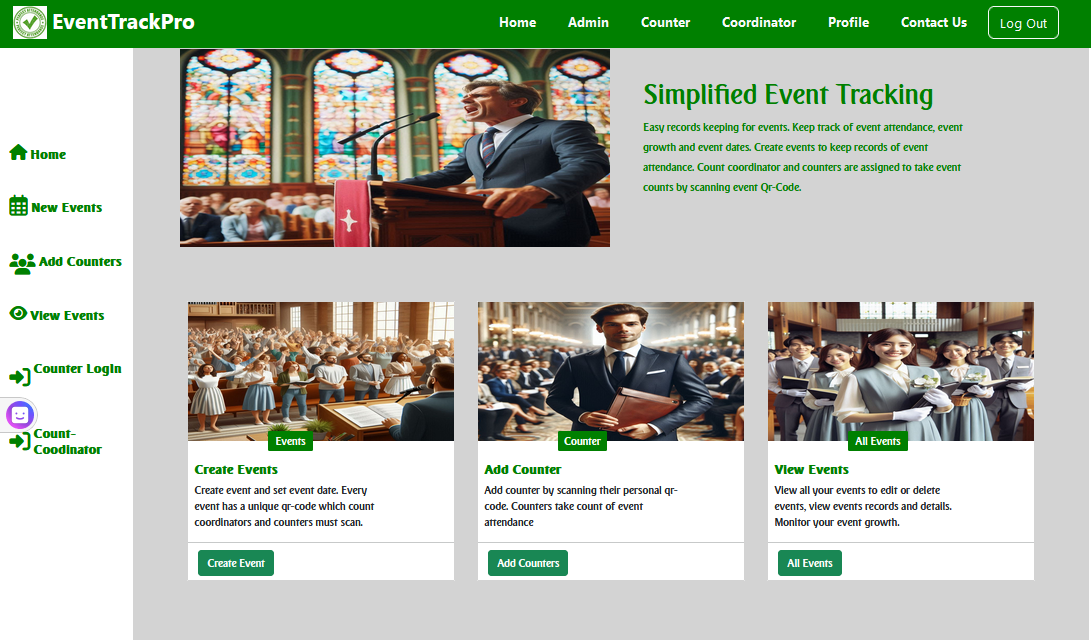 EventTrackPro
Home Admin Counter Coordinator Profile Contact Us Log Out
Home
New Events
Add Counters
View Events
Counter LogIn
Count-
Coodinator
Simplified Event Tracking
Easy records keeping for events. Keep track of event attendance, event
growth and event dates. Create events to keep records of event
attendance. Count coordinator and counters are assigned to take event
counts by scanning event Qr-Code.
Events
Create Events
Create event and set event date. Every
event has a unique qr-code which count
coordinators and counters must scan.
Create Event
Counter
Add Counter
Add counter by scanning their personal qr-
code. Counters take count of event
attendance
Add Counters
All Events
View Events
View all your events to edit or delete
events, view events records and details.
Monitor your event growth.
All Events